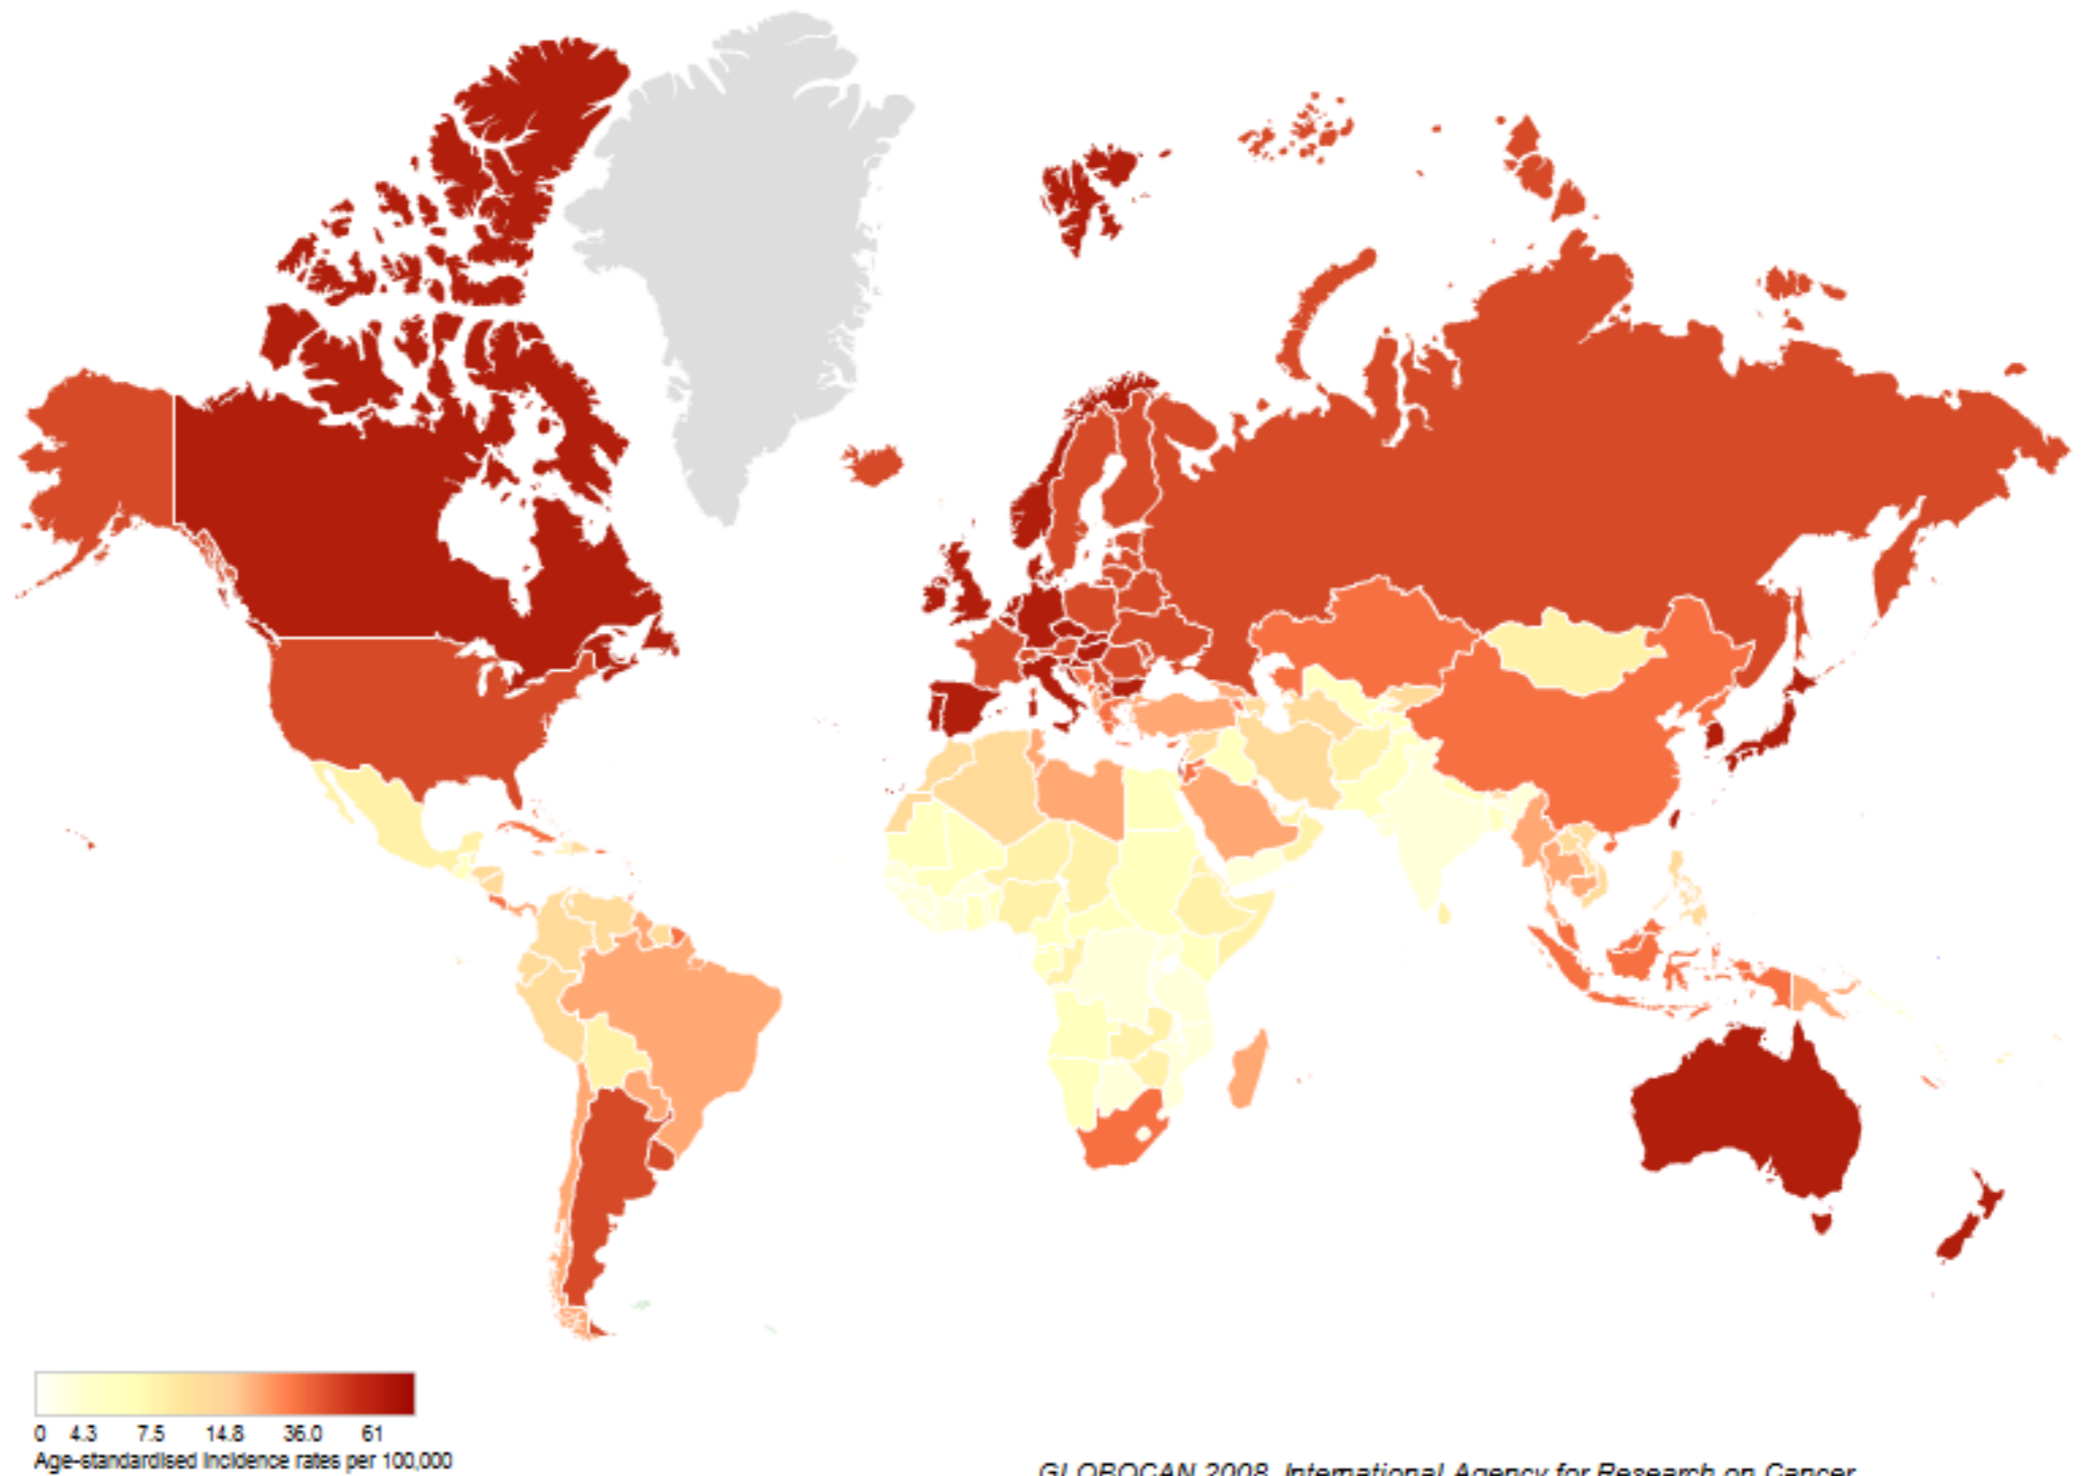 0 4.3 7.5 14.8 36.0 61
Age-standardised incidence rates per 100,000
GLOBOCAN 2008, International Agency for Research on Cancer